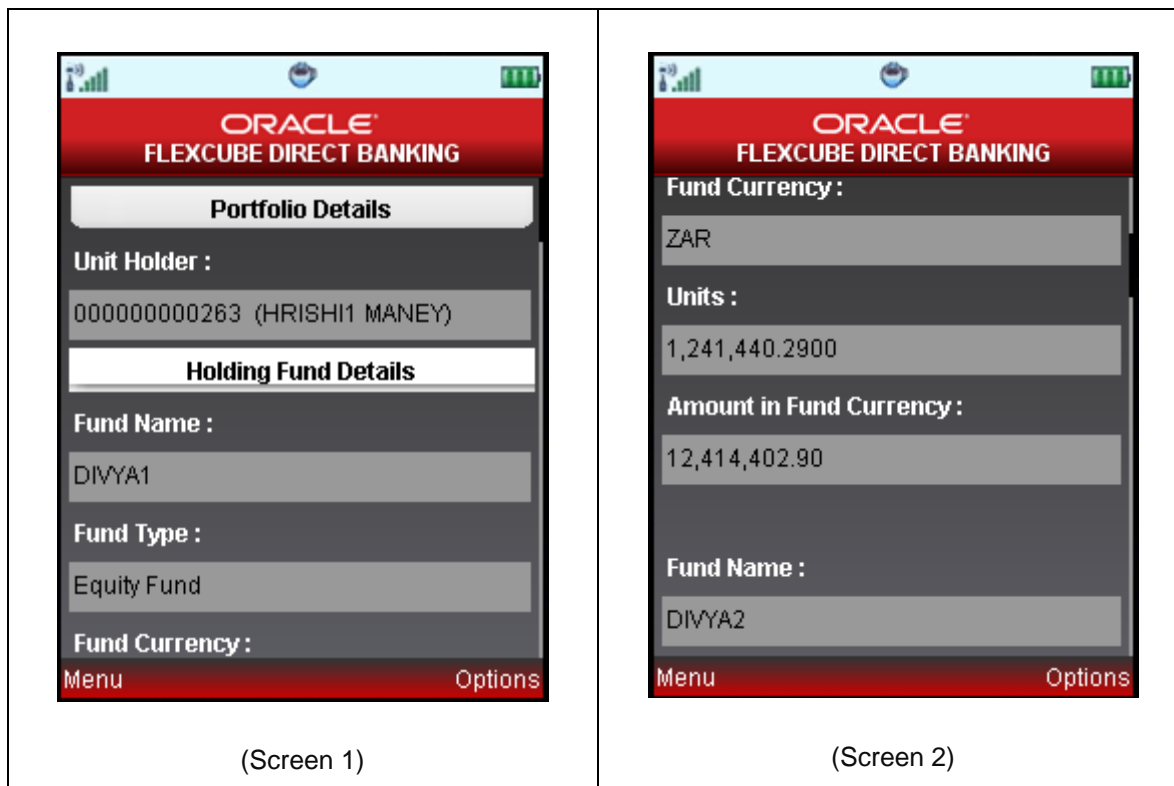 ORACLE
FLEXCUBE DIRECT BANKING
Portfolio Details
Unit Holder :
000000000263 (HRISHI1 MANEY)
Holding Fund Details
Fund Name :
DIVYA1
Fund Type :
Equity Fund
Fund Currency :
Menu Options
(Screen 1)
ORACLE
FLEXCUBE DIRECT BANKING
Fund Currency :
ZAR
Units :
1,241,440.2900
Amount in Fund Currency :
12,414,402.90
Fund Name :
DIVYA2
Menu Options
(Screen 2)